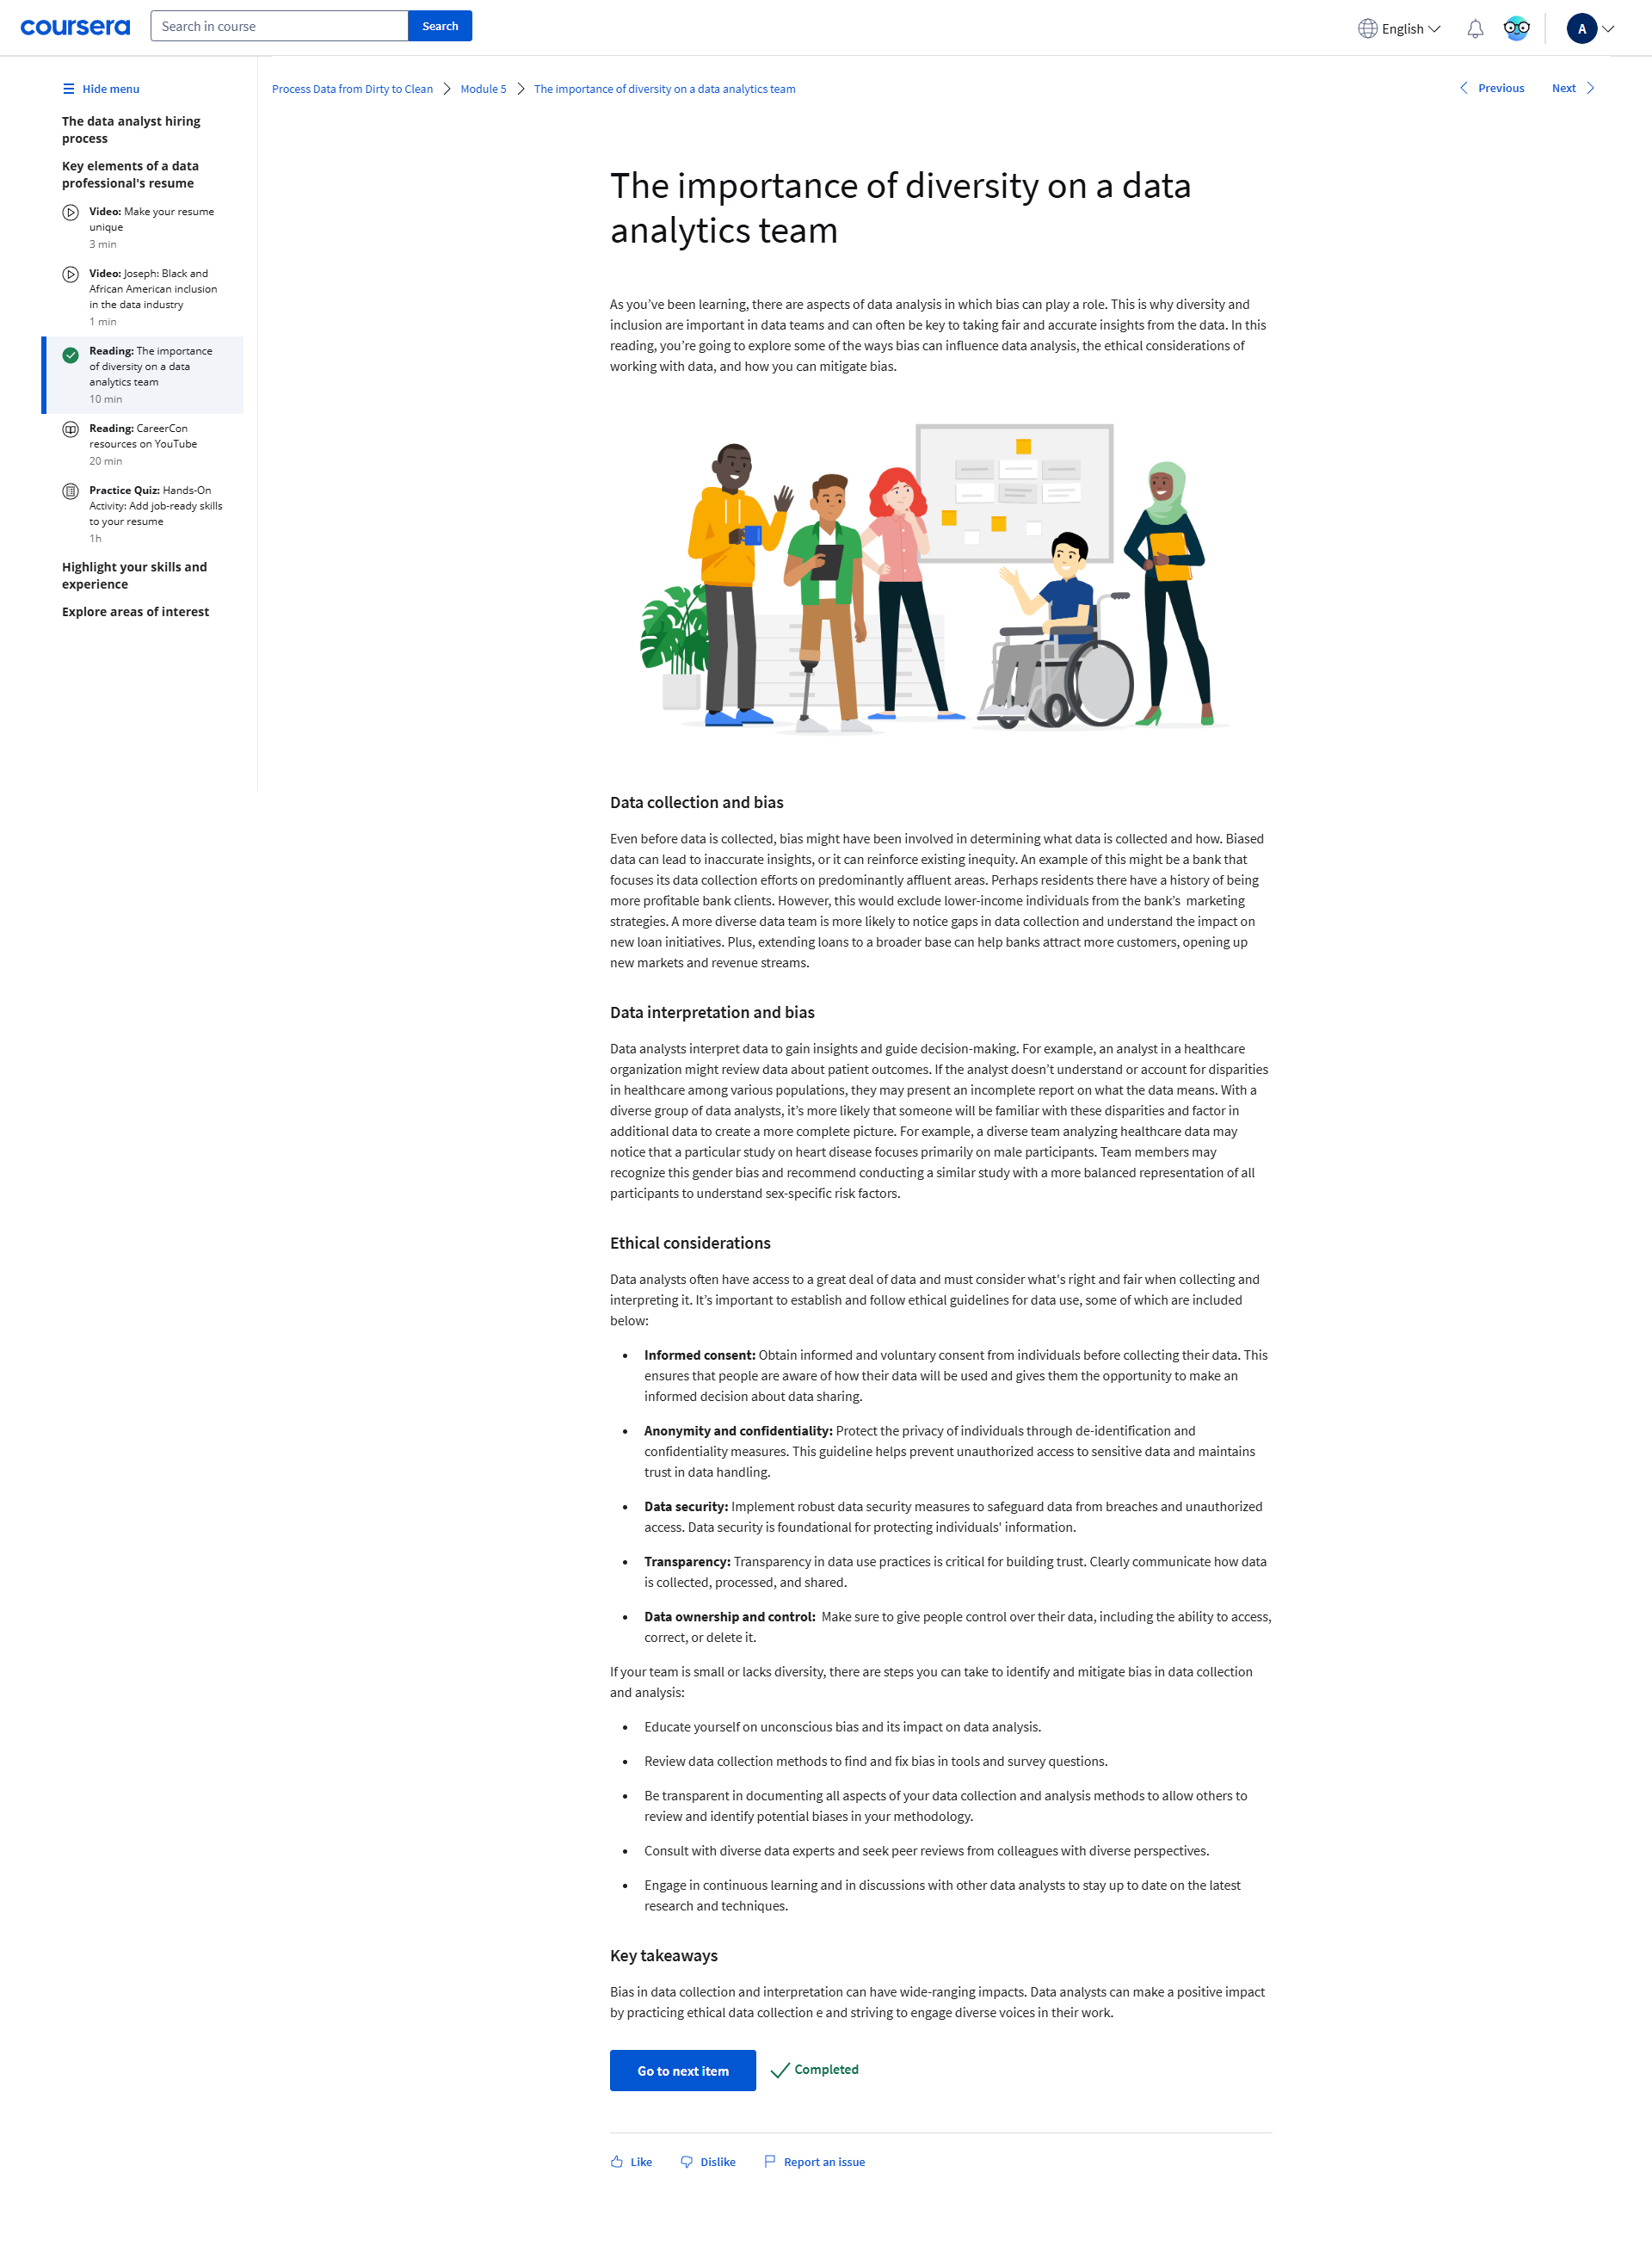 coursera
Search in course
Search
English
A
Hide menu
The data analyst hiring
process
Key elements of a data
professional's resume
Video: Make your resume
unique
3 min
Video: Joseph: Black and
African American inclusion
in the data industry
1 min
Reading: The importance
of diversity on a data
analytics team
10 min
Reading: CareerCon
resources on YouTube
20 min
Practice Quiz: Hands-On
Activity: Add job-ready skills
to your resume
1h
Highlight your skills and
experience
Explore areas of interest
Process Data from Dirty to Clean
Module 5
The importance of diversity on a data analytics team
Previous
Next
The importance of diversity on a data
analytics team
As you’ve been learning, there are aspects of data analysis in which bias can play a role. This is why diversity and
inclusion are important in data teams and can often be key to taking fair and accurate insights from the data. In this
reading, you’re going to explore some of the ways bias can influence data analysis, the ethical considerations of
working with data, and how you can mitigate bias.
Data collection and bias
Even before data is collected, bias might have been involved in determining what data is collected and how. Biased
data can lead to inaccurate insights, or it can reinforce existing inequity. An example of this might be a bank that
focuses its data collection efforts on predominantly affluent areas. Perhaps residents there have a history of being
more profitable bank clients. However, this would exclude lower-income individuals from the bank’s  marketing
strategies. A more diverse data team is more likely to notice gaps in data collection and understand the impact on
new loan initiatives. Plus, extending loans to a broader base can help banks attract more customers, opening up
new markets and revenue streams.
Data interpretation and bias
Data analysts interpret data to gain insights and guide decision-making. For example, an analyst in a healthcare
organization might review data about patient outcomes. If the analyst doesn’t understand or account for disparities
in healthcare among various populations, they may present an incomplete report on what the data means. With a
diverse group of data analysts, it’s more likely that someone will be familiar with these disparities and factor in
additional data to create a more complete picture. For example, a diverse team analyzing healthcare data may
notice that a particular study on heart disease focuses primarily on male participants. Team members may
recognize this gender bias and recommend conducting a similar study with a more balanced representation of all
participants to understand sex-specific risk factors.
Ethical considerations
Data analysts often have access to a great deal of data and must consider what's right and fair when collecting and
interpreting it. It’s important to establish and follow ethical guidelines for data use, some of which are included
below:
• Informed consent: Obtain informed and voluntary consent from individuals before collecting their data. This
ensures that people are aware of how their data will be used and gives them the opportunity to make an
informed decision about data sharing.
• Anonymity and confidentiality: Protect the privacy of individuals through de-identification and
confidentiality measures. This guideline helps prevent unauthorized access to sensitive data and maintains
trust in data handling.
• Data security: Implement robust data security measures to safeguard data from breaches and unauthorized
access. Data security is foundational for protecting individuals' information.
• Transparency: Transparency in data use practices is critical for building trust. Clearly communicate how data
is collected, processed, and shared.
• Data ownership and control:  Make sure to give people control over their data, including the ability to access,
correct, or delete it.
If your team is small or lacks diversity, there are steps you can take to identify and mitigate bias in data collection
and analysis:
• Educate yourself on unconscious bias and its impact on data analysis.
• Review data collection methods to find and fix bias in tools and survey questions.
• Be transparent in documenting all aspects of your data collection and analysis methods to allow others to
review and identify potential biases in your methodology.
• Consult with diverse data experts and seek peer reviews from colleagues with diverse perspectives.
• Engage in continuous learning and in discussions with other data analysts to stay up to date on the latest
research and techniques.
Key takeaways
Bias in data collection and interpretation can have wide-ranging impacts. Data analysts can make a positive impact
by practicing ethical data collection e and striving to engage diverse voices in their work.
Go to next item
Completed
Like
Dislike
Report an issue